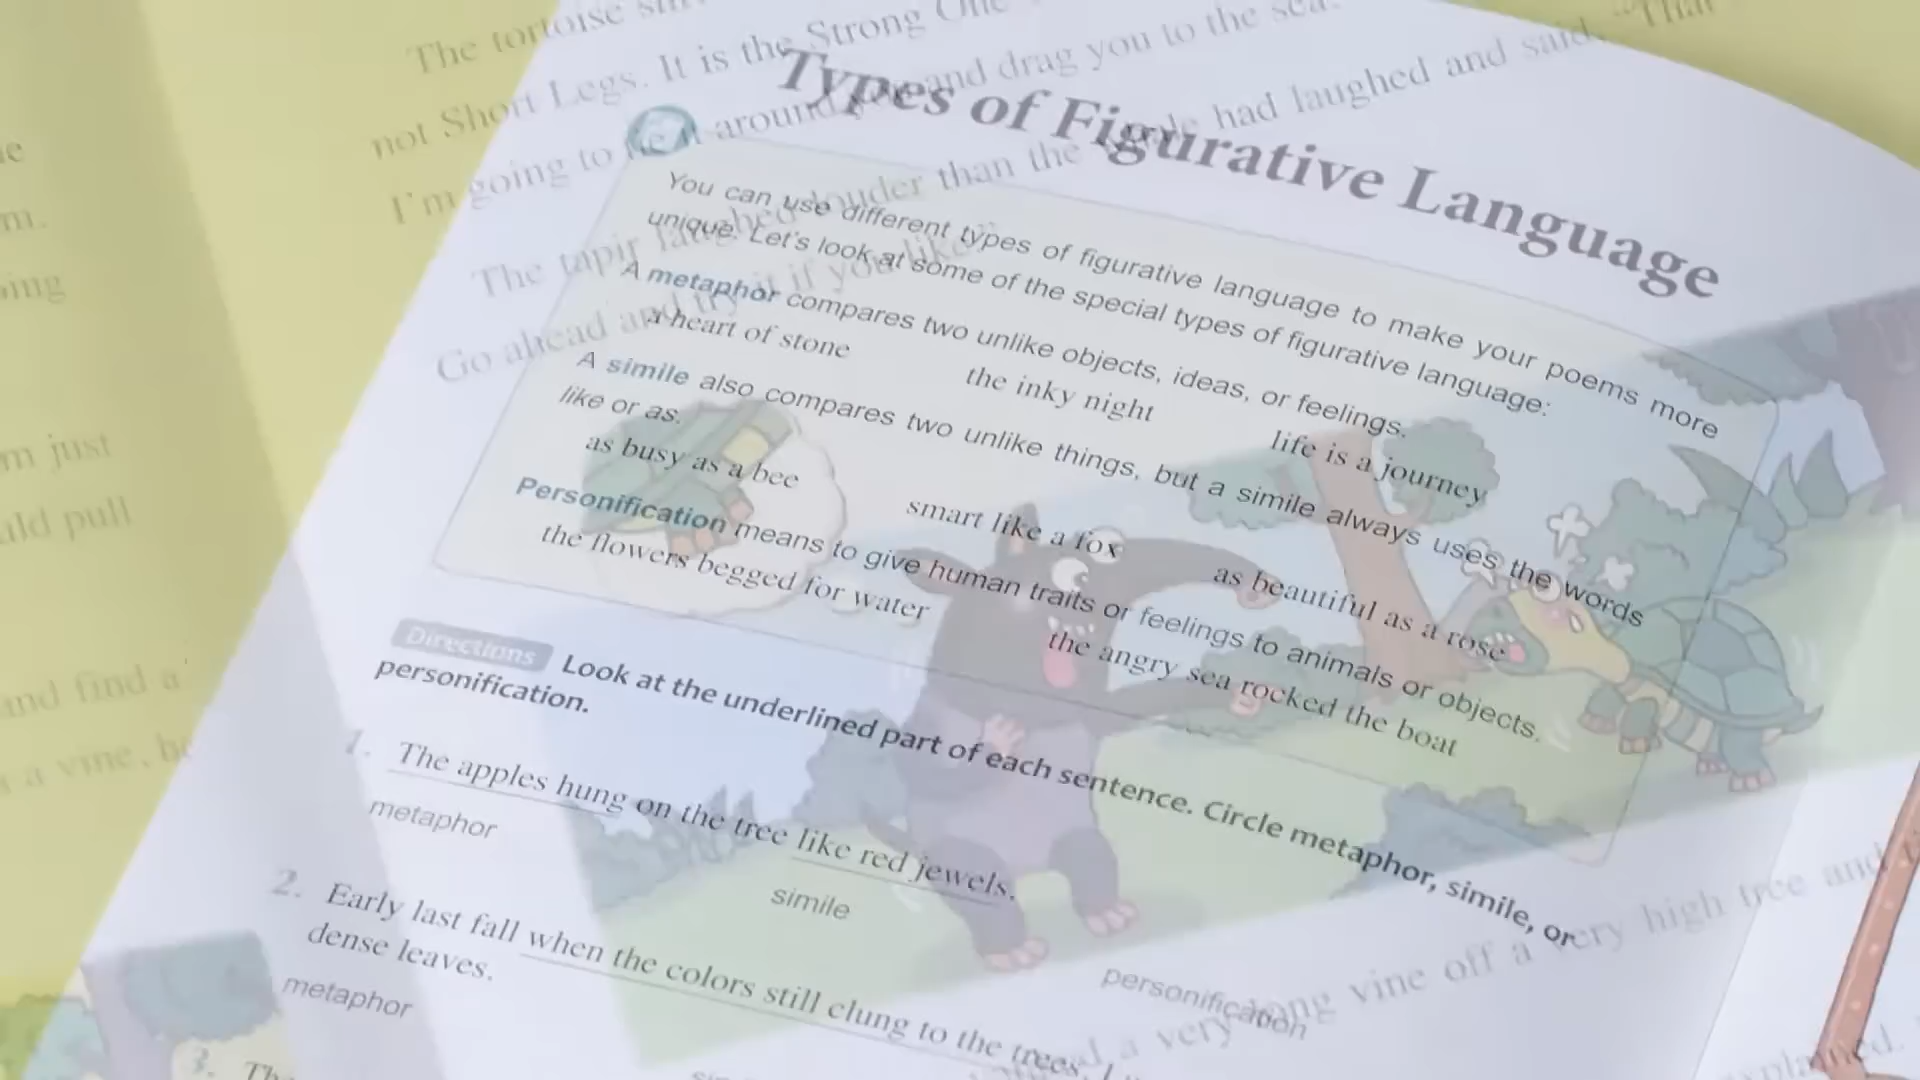 Types of Figurative Language
You can use different types of figurative language to make your poems more
unique. Let's look at some of the special types of figurative language:
A metaphor compares two unlike objects, ideas, or feelings.
a heart of stone the inky night life is a journey
A simile also compares two unlike things, but a simile always uses the words
like or as.
as busy as a bee smart like a fox as beautiful as a rose
Personification means to give human traits or feelings to animals or objects.
the flowers begged for water the angry sea rocked the boat
Directions Look at the underlined part of each sentence. Circle metaphor, simile, or
personification.
1. The apples hung on the tree like red jewels.
metaphor simile personification
2. Early last fall when the colors still clung to the trees,
dense leaves.
metaphor
3.
The tortoise
not Short Legs. It is the Strong One
I'm going to tie it around you and drag you to the sea.
The tapir laughed louder than the had laughed and said, "That
Go ahead and try it if you like."
m.
m just
uld pull
and find a
a vine, he
a very long vine off a very high tree and
explained.